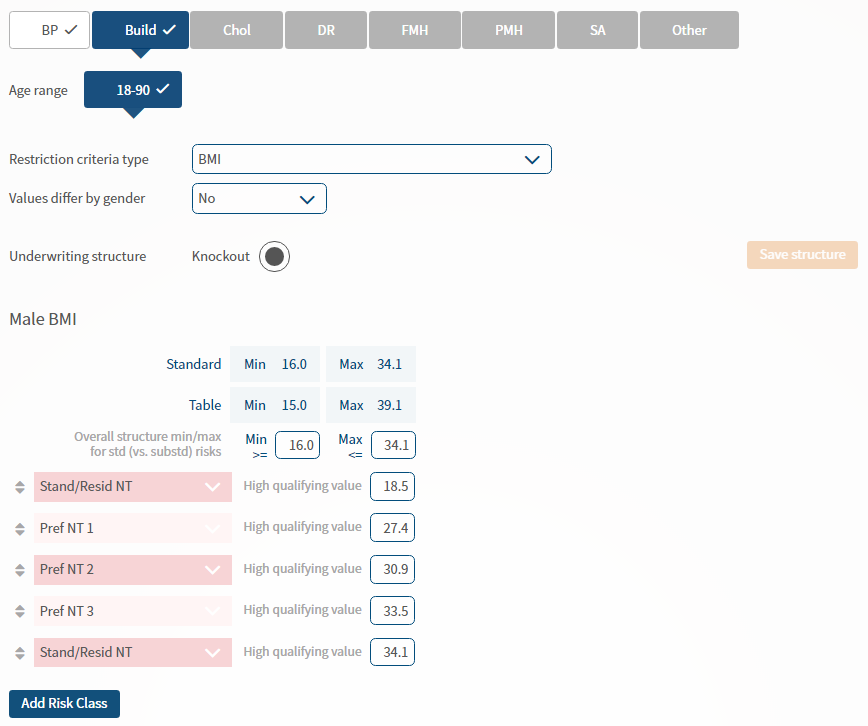 BP Build Chol DR FMH PMH SA Other
Age range 18-90
Restriction criteria type BMI
Values differ by gender No
Underwriting structure Knockout Save structure
Male BMI
Standard Min 16.0 Max 34.1
Table Min 15.0 Max 39.1
Overall structure min/max
for std (vs. substd) risks
Min >= 16.0 Max <= 34.1
Stand/Resid NT High qualifying value 18.5
Pref NT 1 High qualifying value 27.4
Pref NT 2 High qualifying value 30.9
Pref NT 3 High qualifying value 33.5
Stand/Resid NT High qualifying value 34.1
Add Risk Class